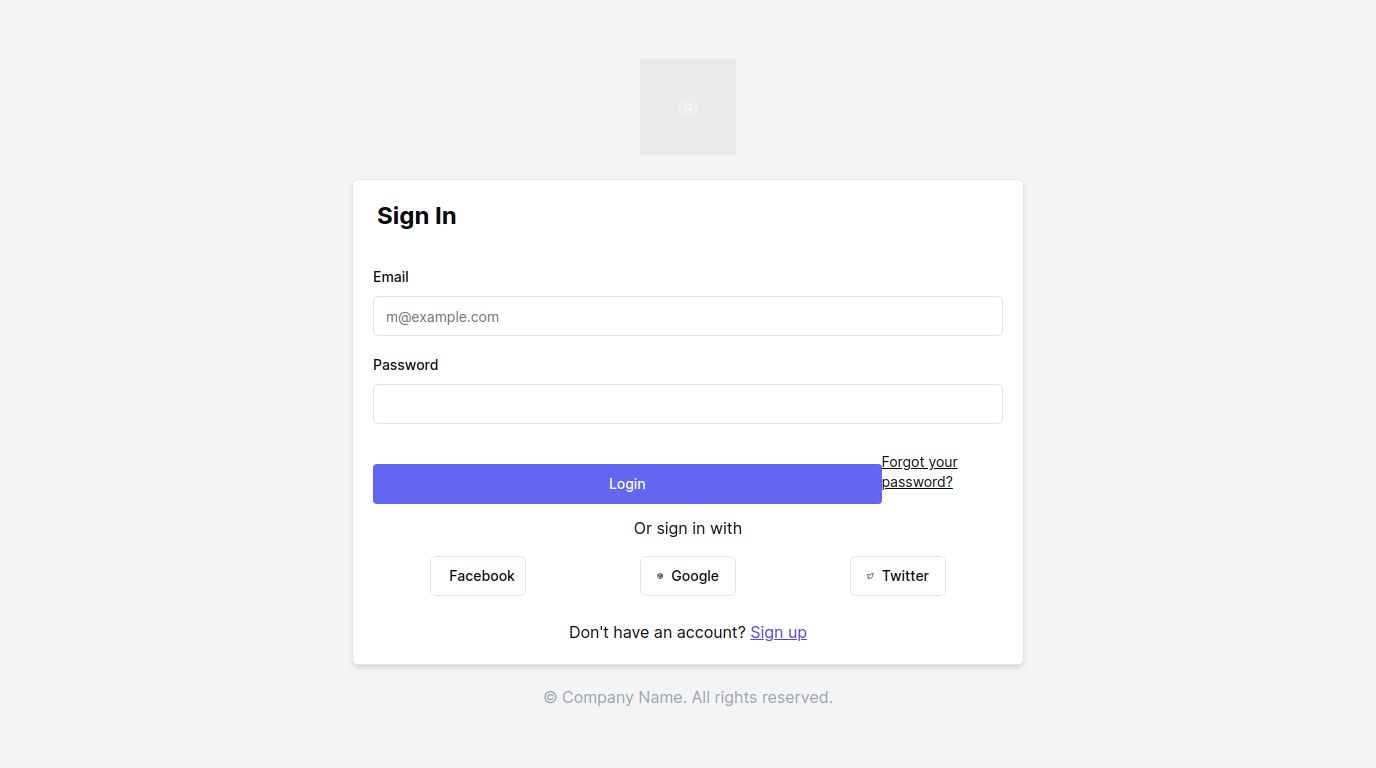 Sign In
Email
m@example.com
Password
Forgot your
password?
Login
Or sign in with
Facebook
Google
Twitter
Don't have an account? Sign up
© Company Name. All rights reserved.